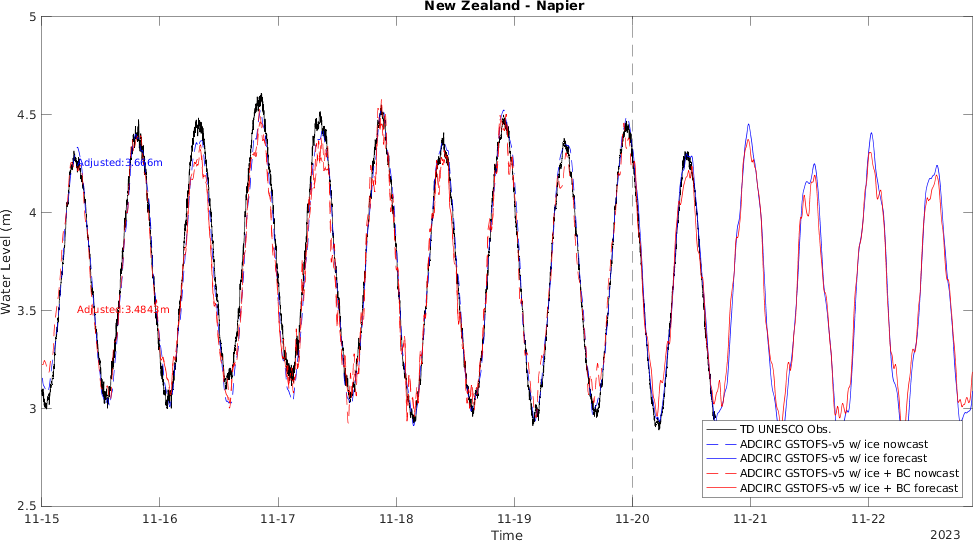 New Zealand - Napier
5
4.5
Adjusted:3.666m
4
Water Level (m)
3.5
Adjusted:3.4843m
3
2.5
TD UNESCO Obs.
ADCIRC GSTOFS-v5 w/ ice nowcast
ADCIRC GSTOFS-v5 w/ ice forecast
ADCIRC GSTOFS-v5 w/ ice + BC nowcast
ADCIRC GSTOFS-v5 w/ ice + BC forecast
11-15 11-16 11-17 11-18 11-19 11-20 11-21 11-22
Time
2023